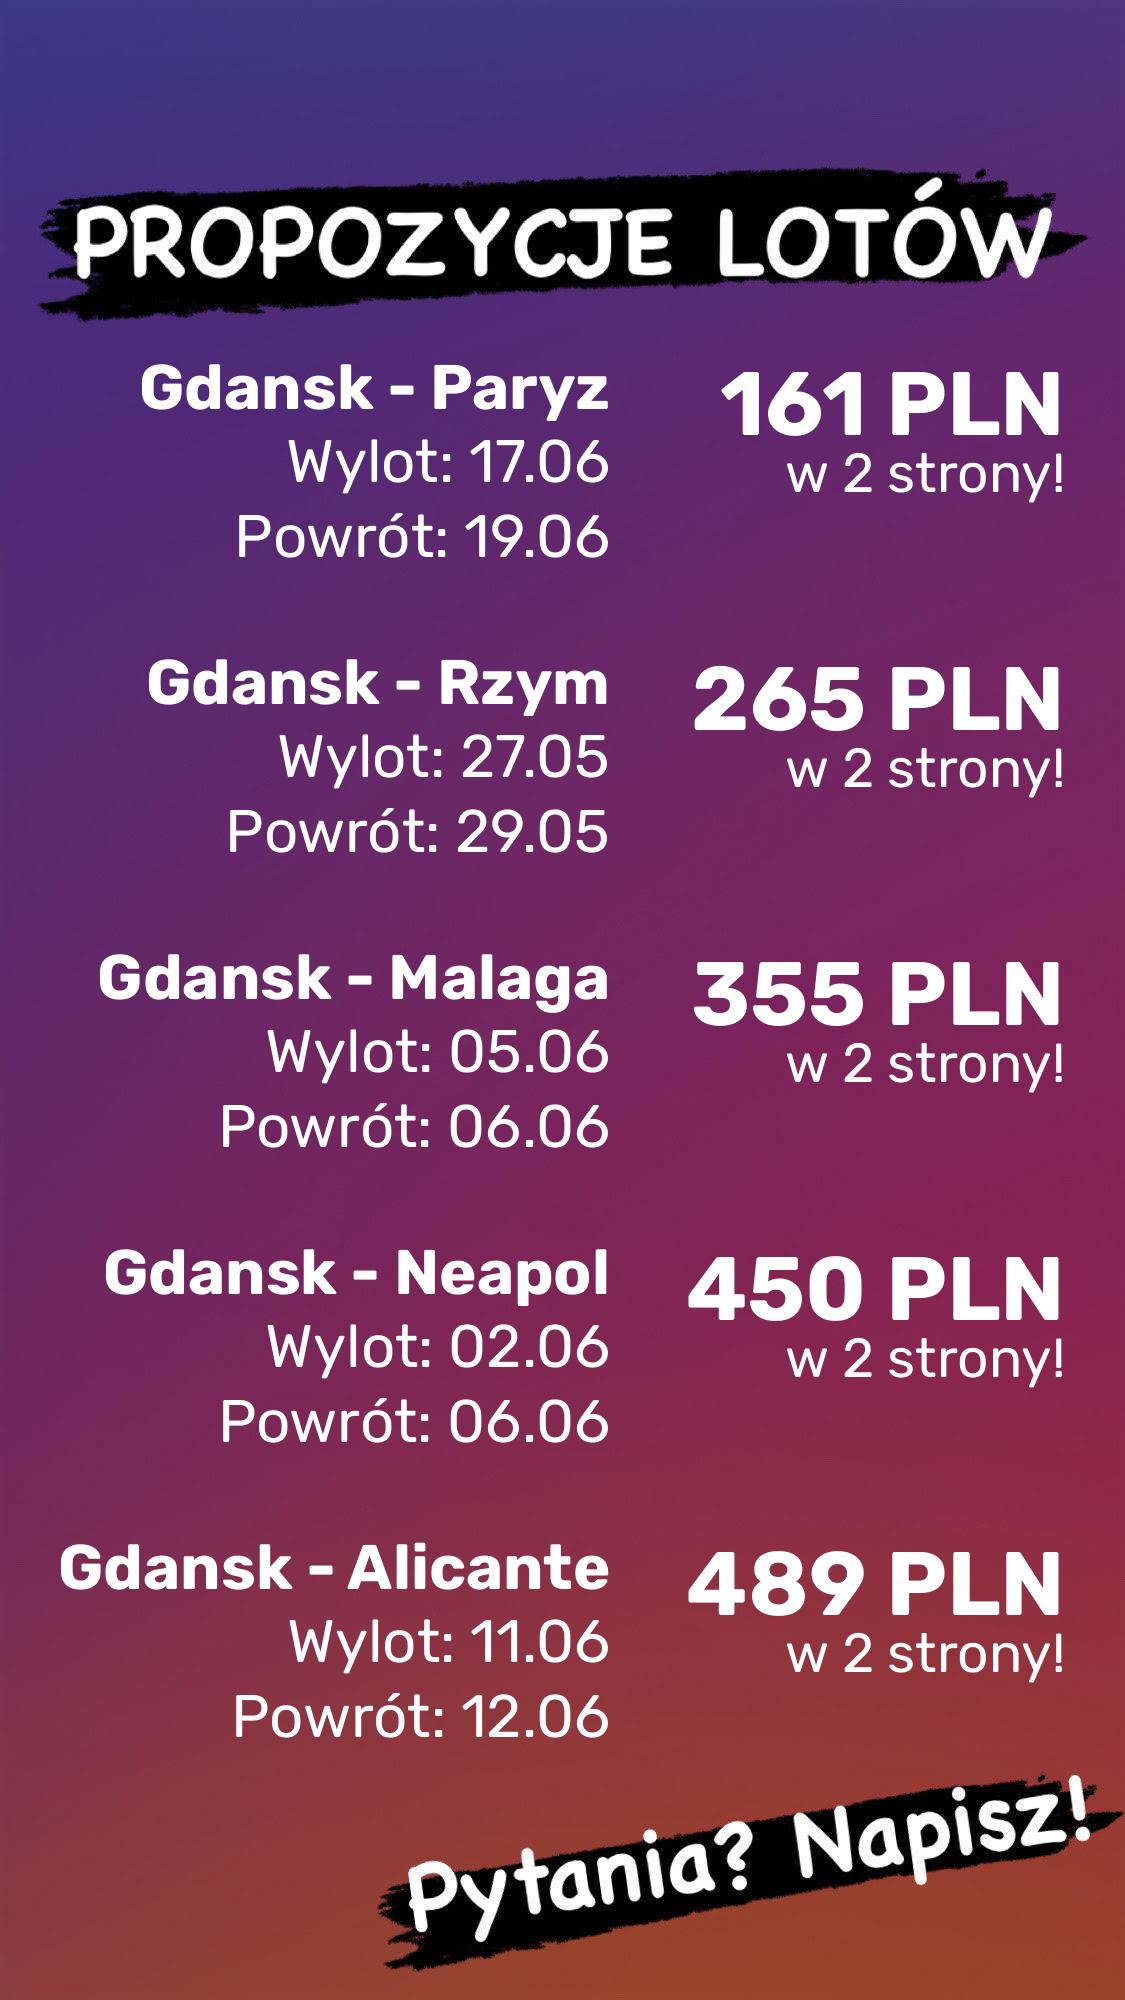 PROPOZYCJE LOTÓW
Gdansk - Paryz
161 PLN
Wylot: 17.06
w 2 strony!
Powrót: 19.06
Gdansk - Rzym
265 PLN
Wylot: 27.05
w 2 strony!
Powrót: 29.05
Gdansk - Malaga
355 PLN
Wylot: 05.06
w 2 strony!
Powrót: 06.06
Gdansk - Neapol
450 PLN
Wylot: 02.06
w 2 strony!
Powrót: 06.06
Gdansk - Alicante
489 PLN
Wylot: 11.06
w 2 strony!
Powrót: 12.06
Pytania? Napisz!